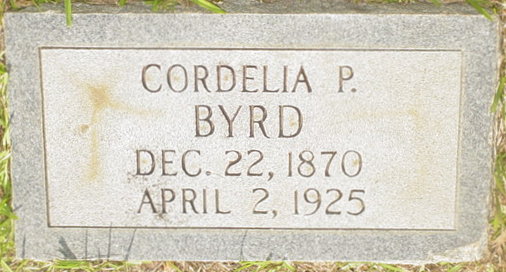 CORDELIA P.
BYRD
DEC. 22, 1870
APRIL 2, 1925